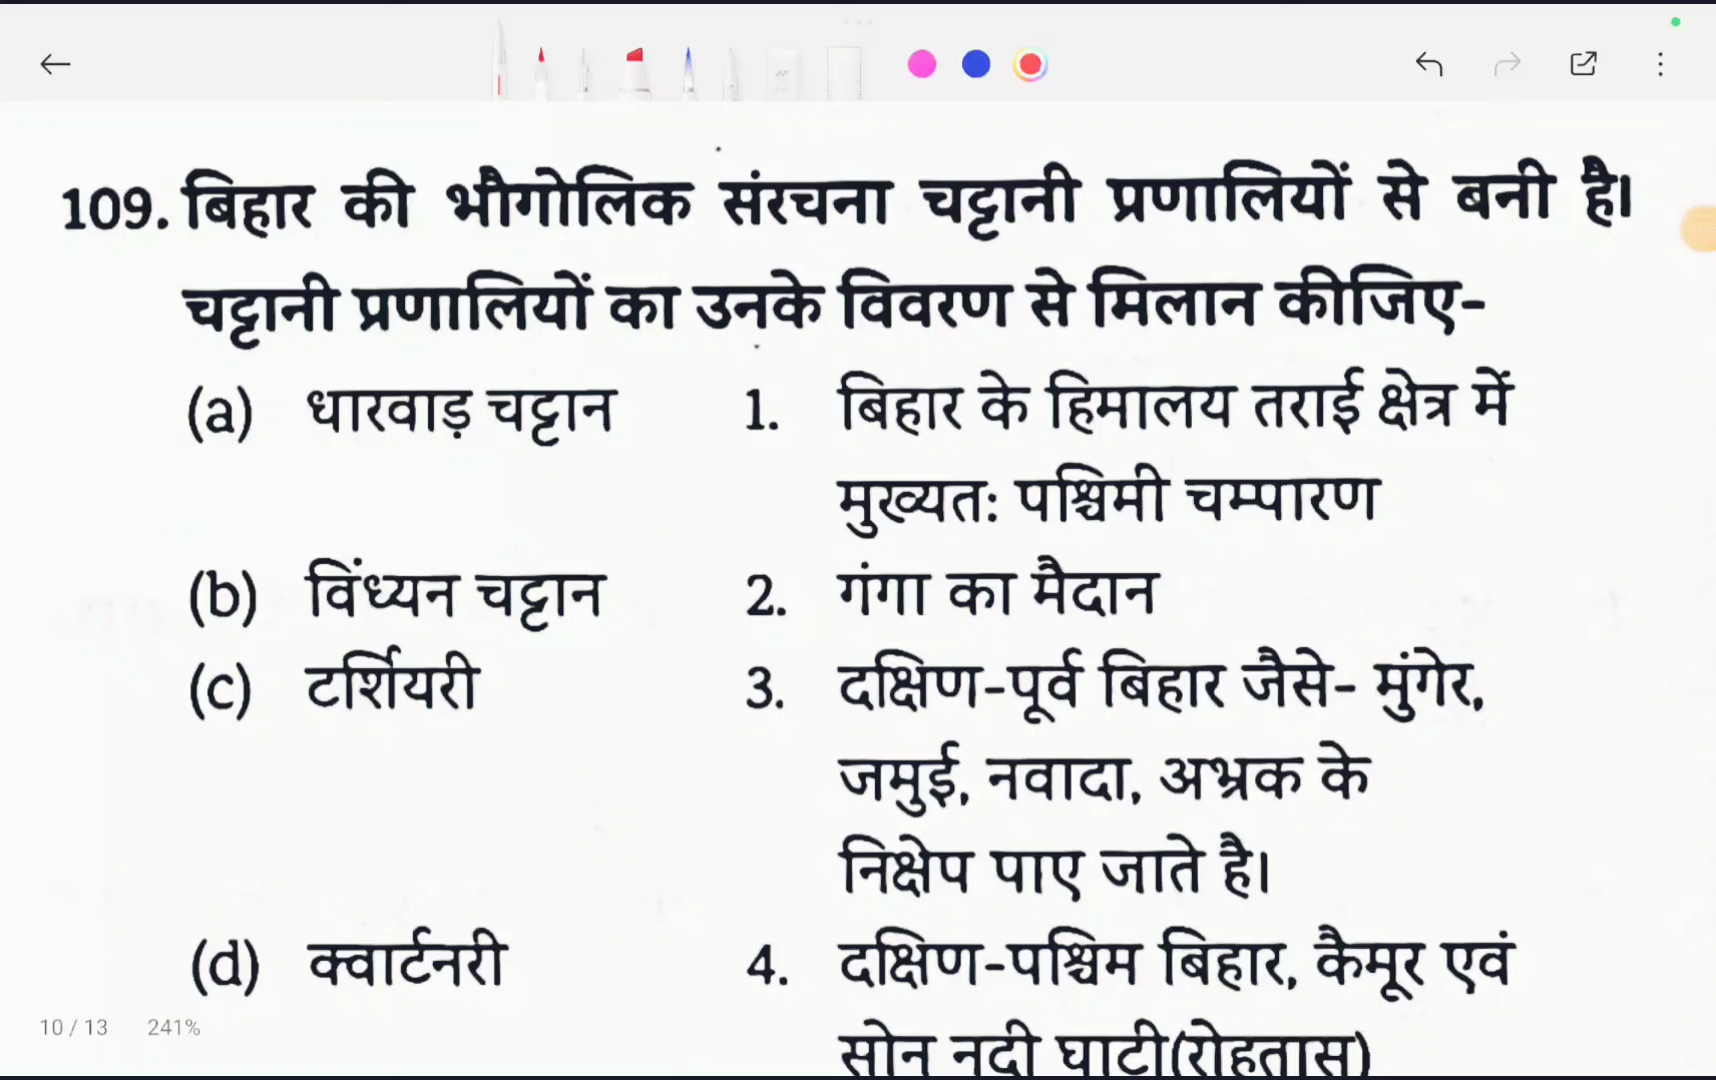 109. बिहार की भौगोलिक संरचना चट्टानी प्रणालियों से बनी है।
चट्टानी प्रणालियों का उनके विवरण से मिलान कीजिए-
(a) धारवाड़ चट्टान 1. बिहार के हिमालय तराई क्षेत्र में
मुख्यतः पश्चिमी चम्पारण
(b) विंध्यन चट्टान 2. गंगा का मैदान
(c) टर्शियरी 3. दक्षिण-पूर्व बिहार जैसे- मुंगेर,
जमुई, नवादा, अभ्रक के
निक्षेप पाए जाते है।
(d) क्वार्टनरी 4. दक्षिण-पश्चिम बिहार, कैमूर एवं
सोन नदी घाटी(रोहतास)
10 / 13 241%